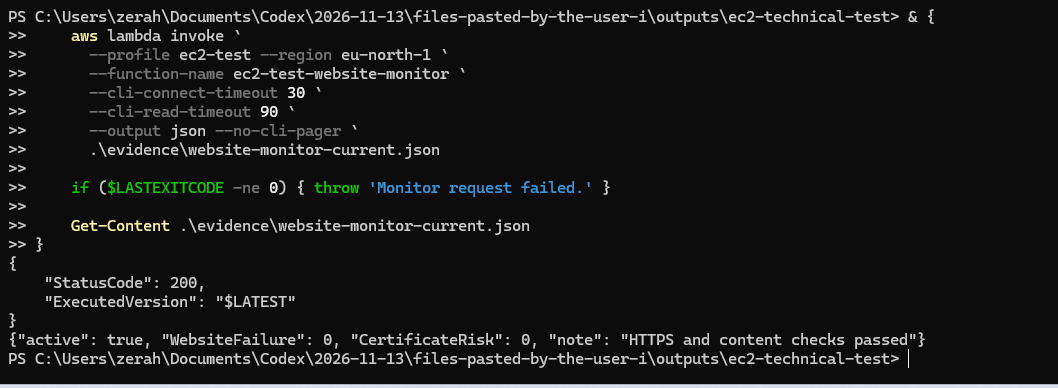 PS C:\Users\zerah\Documents\Codex\2026-11-13\files-pasted-by-the-user-i\outputs\ec2-technical-test> & {
>>     aws lambda invoke `
>>       --profile ec2-test --region eu-north-1 `
>>       --function-name ec2-test-website-monitor `
>>       --cli-connect-timeout 30 `
>>       --cli-read-timeout 90 `
>>       --output json --no-cli-pager `
>>       .\evidence\website-monitor-current.json
>>
>>     if ($LASTEXITCODE -ne 0) { throw 'Monitor request failed.' }
>>
>>     Get-Content .\evidence\website-monitor-current.json
>> }
{
    "StatusCode": 200,
    "ExecutedVersion": "$LATEST"
}
{"active": true, "WebsiteFailure": 0, "CertificateRisk": 0, "note": "HTTPS and content checks passed"}
PS C:\Users\zerah\Documents\Codex\2026-11-13\files-pasted-by-the-user-i\outputs\ec2-technical-test>